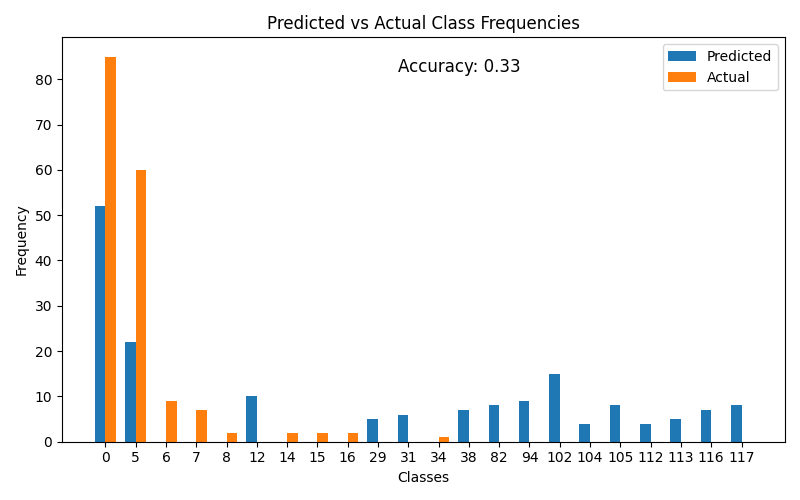 Predicted vs Actual Class Frequencies
Accuracy: 0.33
Predicted
Actual
Frequency
80
70
60
50
40
30
20
10
0
0 5 6 7 8 12 14 15 16 29 31 34 38 82 94 102 104 105 112 113 116 117
Classes